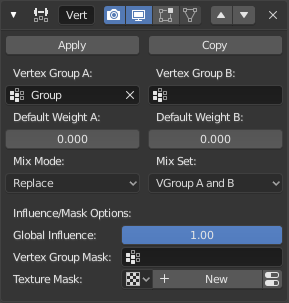 Vert
Apply Copy
Vertex Group A: Vertex Group B:
Group
Default Weight A: Default Weight B:
0.000 0.000
Mix Mode: Mix Set:
Replace VGroup A and B
Influence/Mask Options:
Global Influence: 1.00
Vertex Group Mask:
Texture Mask: New